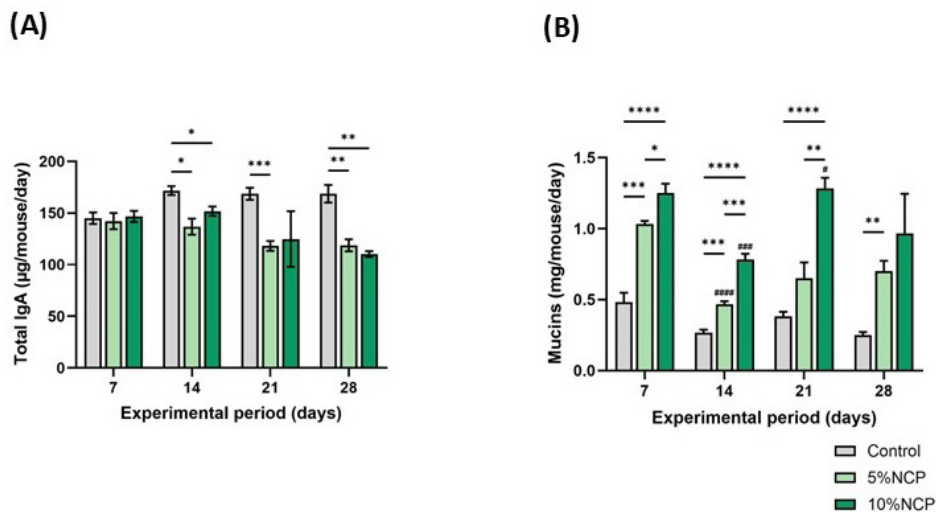 (A)
(B)
Total IgA (µg/mouse/day)
200
150
100
50
0
*
*
***
**
**
7 14 21 28
Experimental period (days)
Mucins (mg/mouse/day)
1.5
1.0
0.5
0.0
****
*
***
****
***
***
###
####
****
**
#
**
7 14 21 28
Experimental period (days)
Control
5%NCP
10%NCP